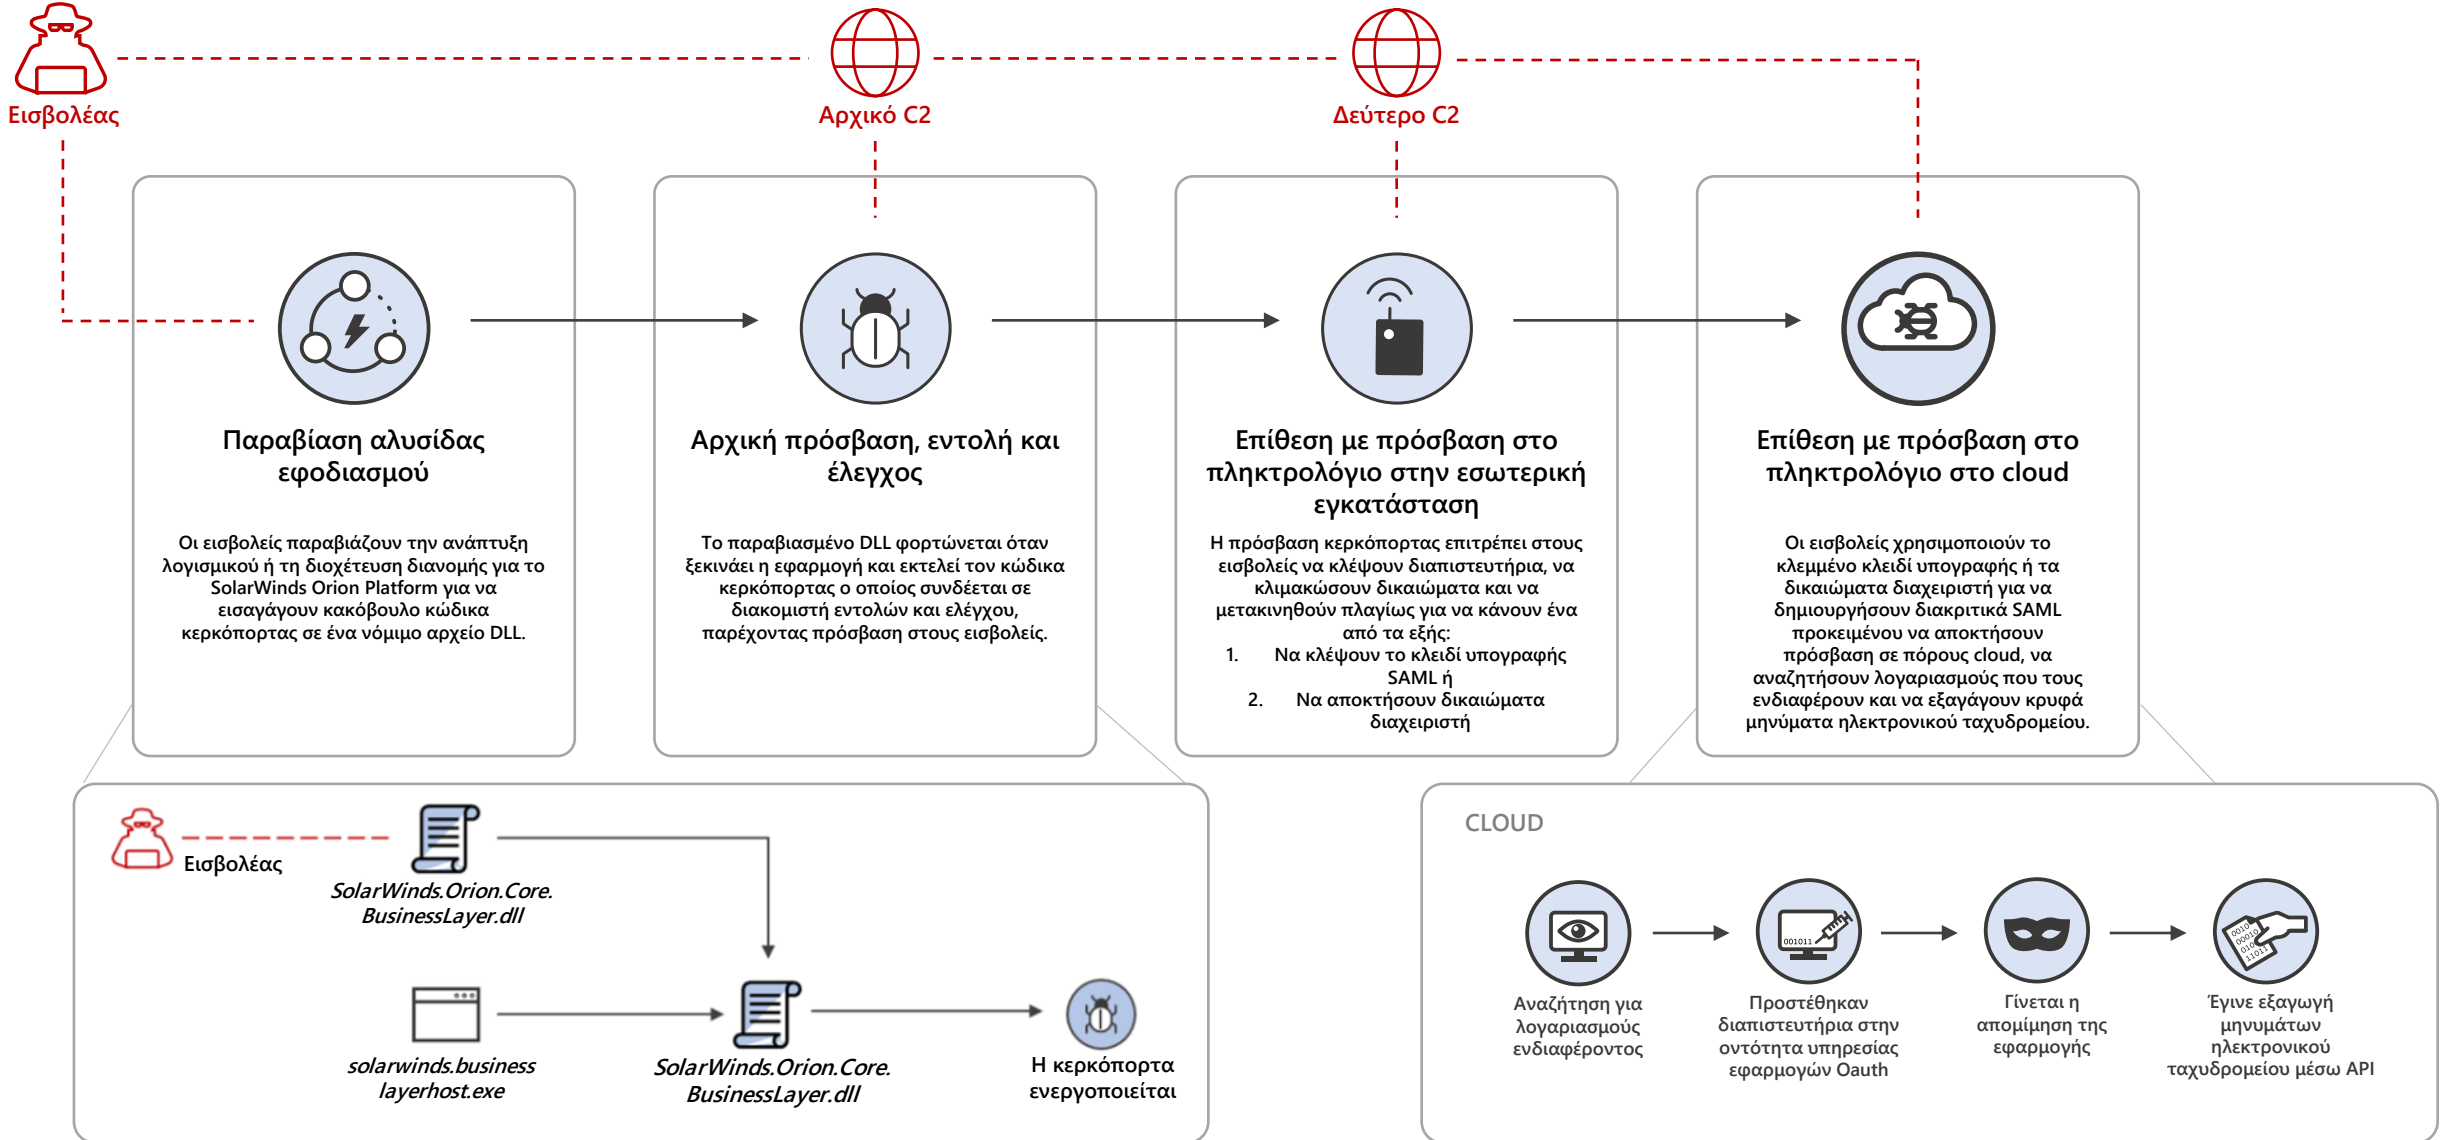 Εισβολέας
Αρχικό C2
Δεύτερο C2
Παραβίαση αλυσίδας
εφοδιασμού
Οι εισβολείς παραβιάζουν την ανάπτυξη
λογισμικού ή τη διοχέτευση διανομής για το
SolarWinds Orion Platform για να
εισαγάγουν κακόβουλο κώδικα
κερκόπορτας σε ένα νόμιμο αρχείο DLL.
Αρχική πρόσβαση, εντολή και
έλεγχος
Το παραβιασμένο DLL φορτώνεται όταν
ξεκινάει η εφαρμογή και εκτελεί τον κώδικα
κερκόπορτας ο οποίος συνδέεται σε
διακομιστή εντολών και ελέγχου,
παρέχοντας πρόσβαση στους εισβολείς.
Επίθεση με πρόσβαση στο
πληκτρολόγιο στην εσωτερική
εγκατάσταση
Η πρόσβαση κερκόπορτας επιτρέπει στους
εισβολείς να κλέψουν διαπιστευτήρια, να
κλιμακώσουν δικαιώματα και να
μετακινηθούν πλαγίως για να κάνουν ένα
από τα εξής:
1. Να κλέψουν το κλειδί υπογραφής
SAML ή
2. Να αποκτήσουν δικαιώματα
διαχειριστή
Επίθεση με πρόσβαση στο
πληκτρολόγιο στο cloud
Οι εισβολείς χρησιμοποιούν το
κλεμμένο κλειδί υπογραφής ή τα
δικαιώματα διαχειριστή για να
δημιουργήσουν διακριτικά SAML
προκειμένου να αποκτήσουν
πρόσβαση σε πόρους cloud, να
αναζητήσουν λογαριασμούς που τους
ενδιαφέρουν και να εξαγάγουν κρυφά
μηνύματα ηλεκτρονικού ταχυδρομείου.
Εισβολέας
SolarWinds.Orion.Core.
BusinessLayer.dll
solarwinds.business
layerhost.exe
SolarWinds.Orion.Core.
BusinessLayer.dll
Η κερκόπορτα
ενεργοποιείται
CLOUD
Αναζήτηση για
λογαριασμούς
ενδιαφέροντος
001011
Προστέθηκαν
διαπιστευτήρια στην
οντότητα υπηρεσίας
εφαρμογών Oauth
Γίνεται η
απομίμηση της
εφαρμογής
0010
00010
010
11011
Έγινε εξαγωγή
μηνυμάτων
ηλεκτρονικού
ταχυδρομείου μέσω API